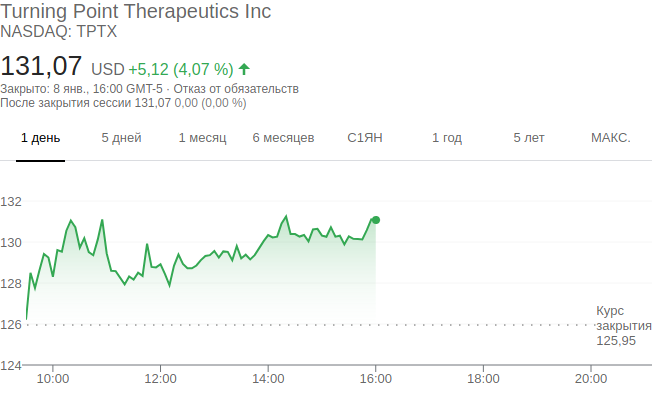 Turning Point Therapeutics Inc
NASDAQ: TPTX
131,07 USD +5,12 (4,07 %)
Закрыто: 8 янв., 16:00 GMT-5 · Отказ от обязательств
После закрытия сессии 131,07 0,00 (0,00 %)
1 день 5 дней 1 месяц 6 месяцев С1ЯН 1 год 5 лет МАКС.
132
130
128
126
Курс
закрытия
125,95
124
10:00 12:00 14:00 16:00 18:00 20:00